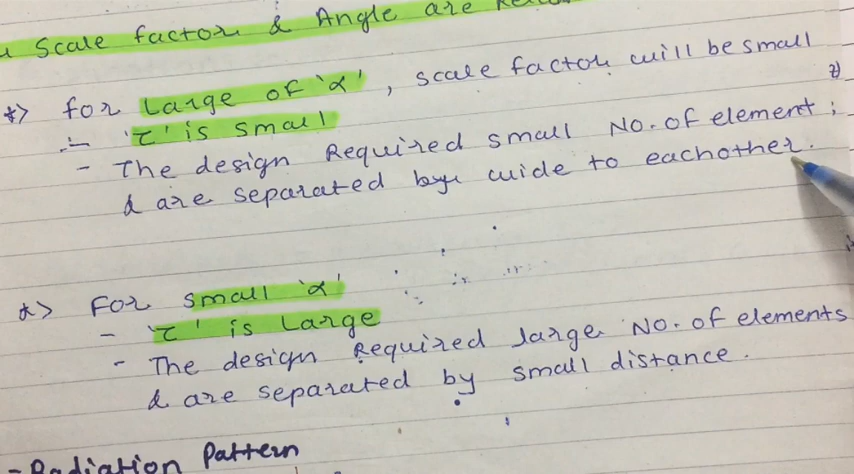 Scale factor & Angle are
*> for Large of 'α', scale factor will be small
∴ 'τ' is small
- The design Required small No. of element;
& are separated by wide to eachother.
*> For small 'α'
- 'τ' is Large
- The design Required large No. of elements
& are separated by small distance.
- Radiation Pattern